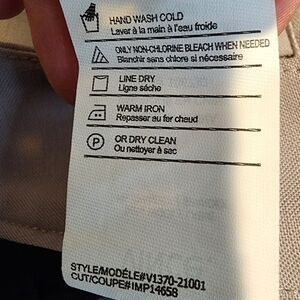 HAND WASH COLD
Laver à la main à l'eau froide
ONLY NON-CHLORINE BLEACH WHEN NEEDED
Blanchir sans chlore si nécessaire
LINE DRY
Ligne sèche
WARM IRON
Repasser au fer chaud
P
OR DRY CLEAN
Ou nettoyer à sac
STYLE/MODÈLE#V1370-21001
CUT/COUPE#IMP14658